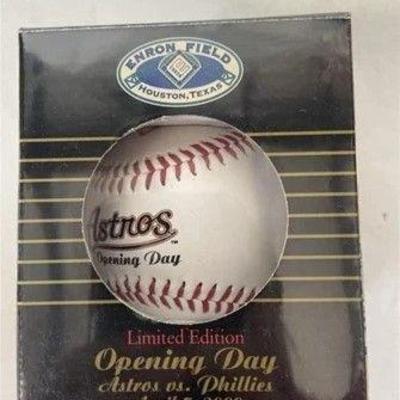 ENRON FIELD
HOUSTON, TEXAS
Astros
Opening Day
Limited Edition
Opening Day
Astros vs. Phillies